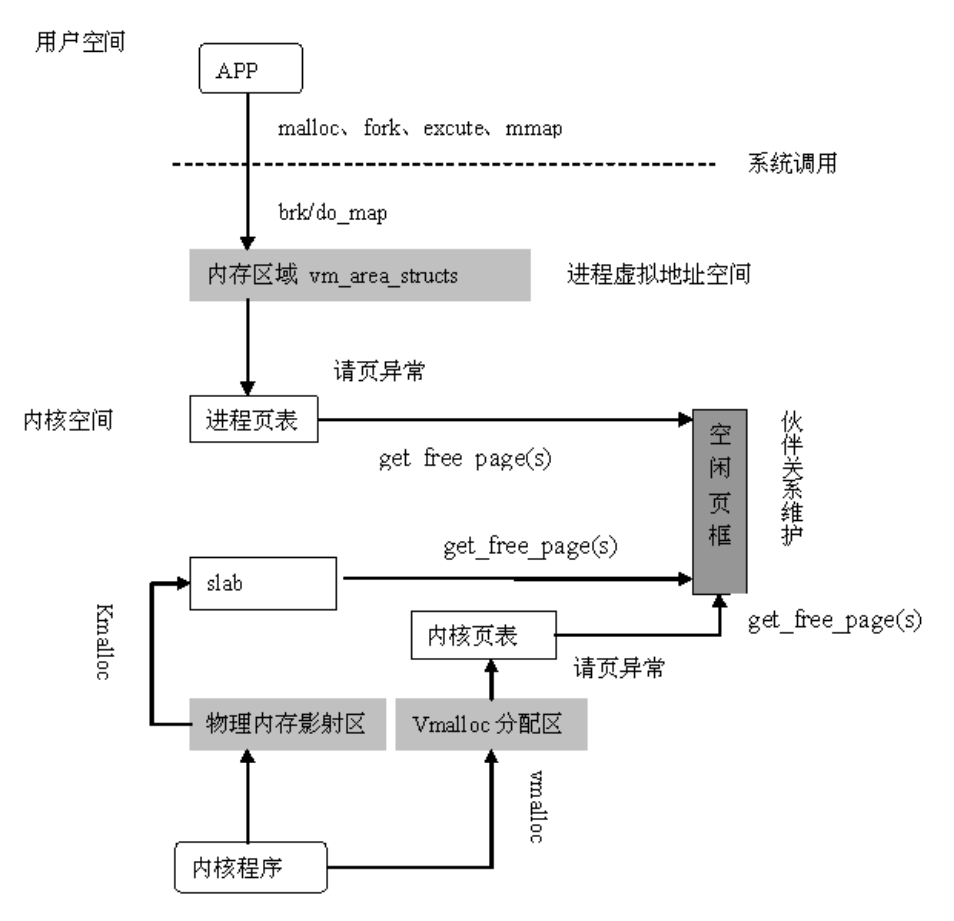 用户空间
APP
malloc、fork、excute、mmap
系统调用
brk/do_map
内存区域 vm_area_structs
进程虚拟地址空间
请页异常
内核空间
进程页表
空闲页框
伙伴关系维护
get free page(s)
get_free_page(s)
slab
Kmalloc
内核页表
get_free_page(s)
请页异常
物理内存影射区
Vmalloc 分配区
vmalloc
内核程序